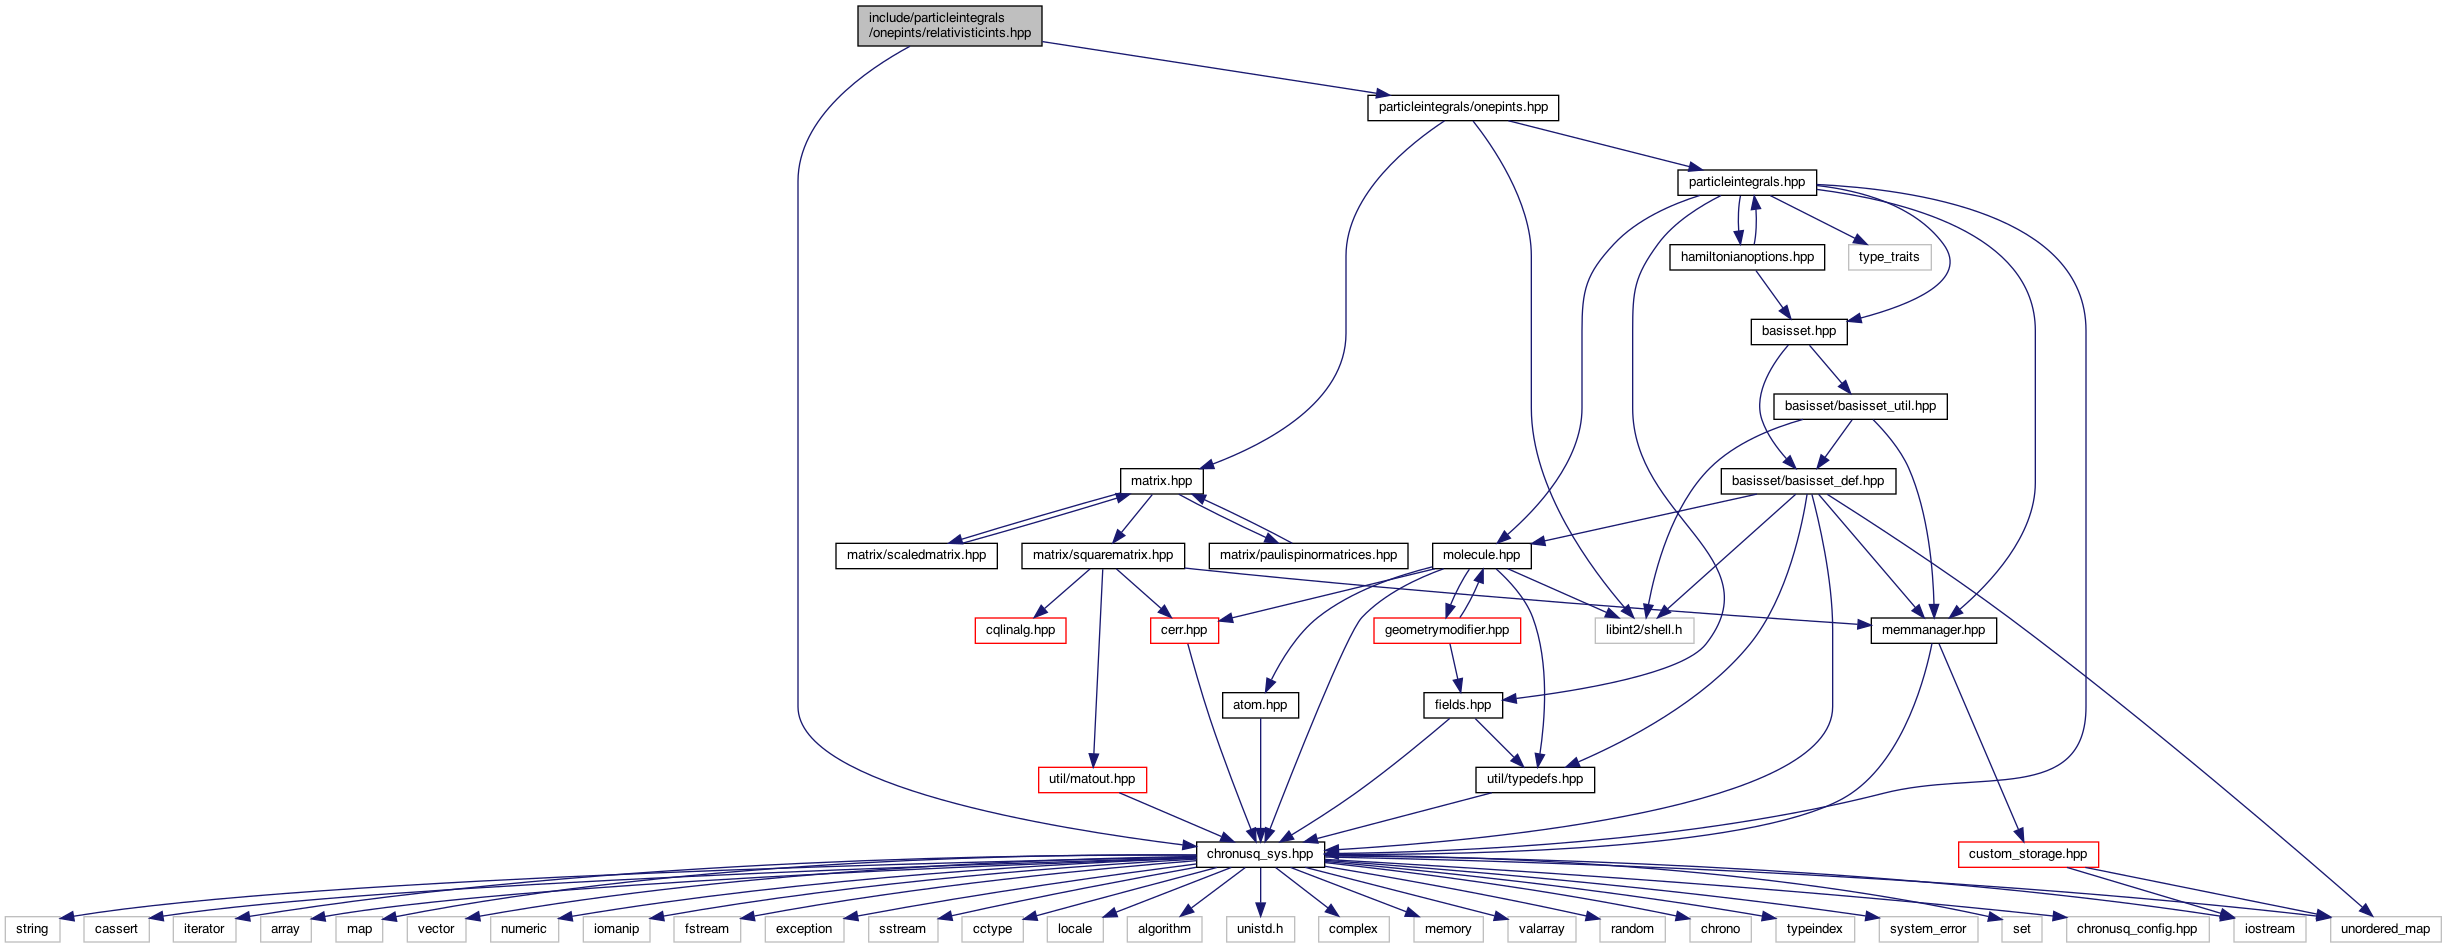 include/particleintegrals
/onepints/relativisticints.hpp
particleintegrals/onepints.hpp
particleintegrals.hpp
hamiltonianoptions.hpp
type_traits
basisset.hpp
basisset/basisset_util.hpp
matrix.hpp
basisset/basisset_def.hpp
matrix/scaledmatrix.hpp
matrix/squarematrix.hpp
matrix/paulispinormatrices.hpp
molecule.hpp
cqlinalg.hpp
cerr.hpp
geometrymodifier.hpp
libint2/shell.h
memmanager.hpp
atom.hpp
fields.hpp
util/matout.hpp
util/typedefs.hpp
chronusq_sys.hpp
custom_storage.hpp
string
cassert
iterator
array
map
vector
numeric
iomanip
fstream
exception
sstream
cctype
locale
algorithm
unistd.h
complex
memory
valarray
random
chrono
typeindex
system_error
set
chronusq_config.hpp
iostream
unordered_map